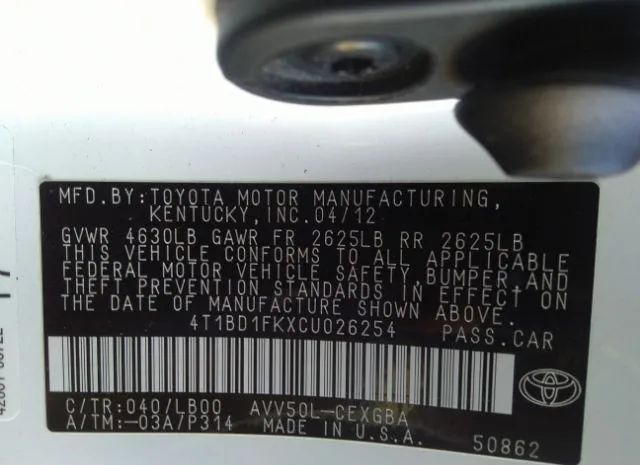 MFD.BY:TOYOTA MOTOR MANUFACTURING,
KENTUCKY,INC.04/12
GVWR 4630LB GAWR FR 2625LB RR 2625LB
THIS VEHICLE CONFORMS TO ALL APPLICABLE
FEDERAL MOTOR VEHICLE SAFETY,BUMPER,AND
THEFT PREVENTION STANDARDS IN EFFECT ON
THE DATE OF MANUFACTURE SHOWN ABOVE.
4T1BD1FKXCU026254 PASS.CAR
C/TR:040/LB00 AVV50L-CEXGBA
A/TM:-03A/P314 MADE IN U.S.A. 50862